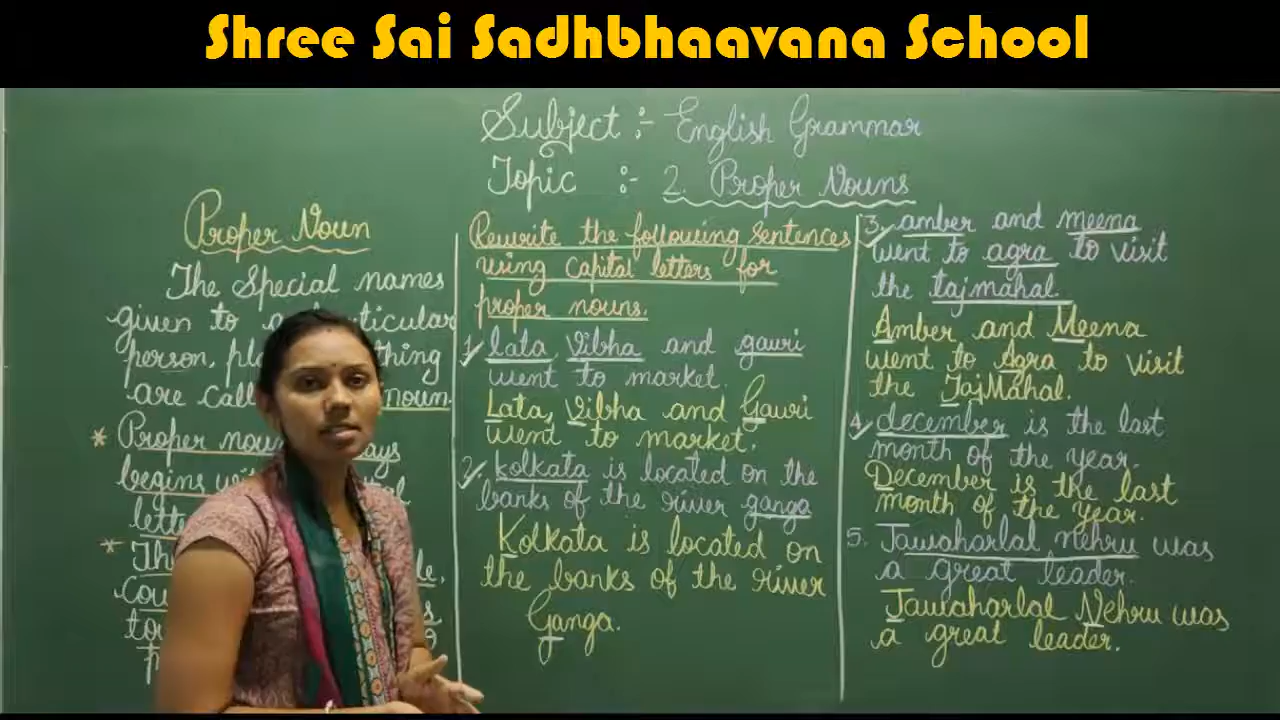 Shree Sai Sadhbhaavana School
Subject :- English Grammar
Topic :- 2. Proper Nouns
Proper Noun
The Special names
given to a
person, thing
are noun.
* Proper
begins
* The
Rewrite the following sentences
using capital letters for
proper nouns.
1. lata, vibha and gauri
went to market.
Lata, Vibha and Gauri
went to market.
2. kolkata is located on the
banks of the river ganga
Kolkata is located on
the banks of the river
Ganga.
3. amber and meena
went to agra to visit
the tajmahal.
Amber and Meena
went to Agra to visit
the TajMahal.
4. december is the last
month of the year.
December is the last
month of the year.
5. Jawaharlal nehru was
a great leader.
Jawaharlal Nehru was
a great leader.